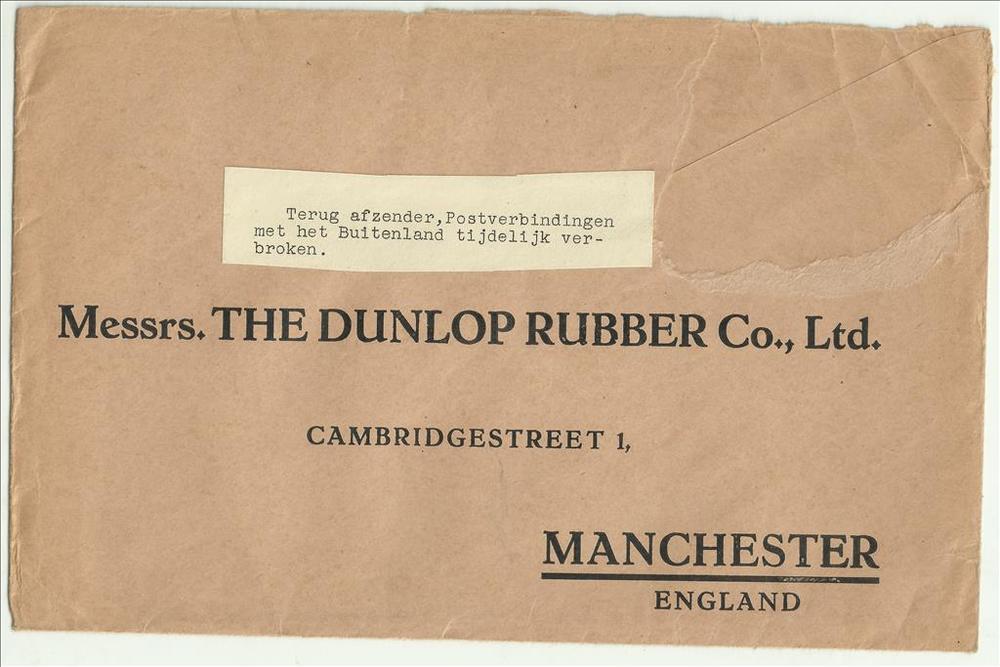 Terug afzender,Postverbindingen
met het Buitenland tijdelijk ver-
broken.
Messrs. THE DUNLOP RUBBER Co., Ltd.
CAMBRIDGESTREET 1,
MANCHESTER
ENGLAND